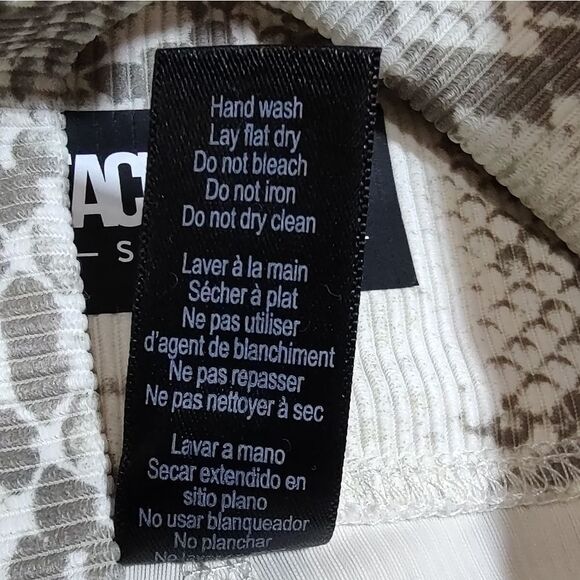 Hand wash
Lay flat dry
Do not bleach
Do not iron
Do not dry clean
Laver à la main
Sécher à plat
Ne pas utiliser
d'agent de blanchiment
Ne pas repasser
Ne pas nettoyer à sec
Lavar a mano
Secar extendido en
sitio plano
No usar blanqueador
No planchar